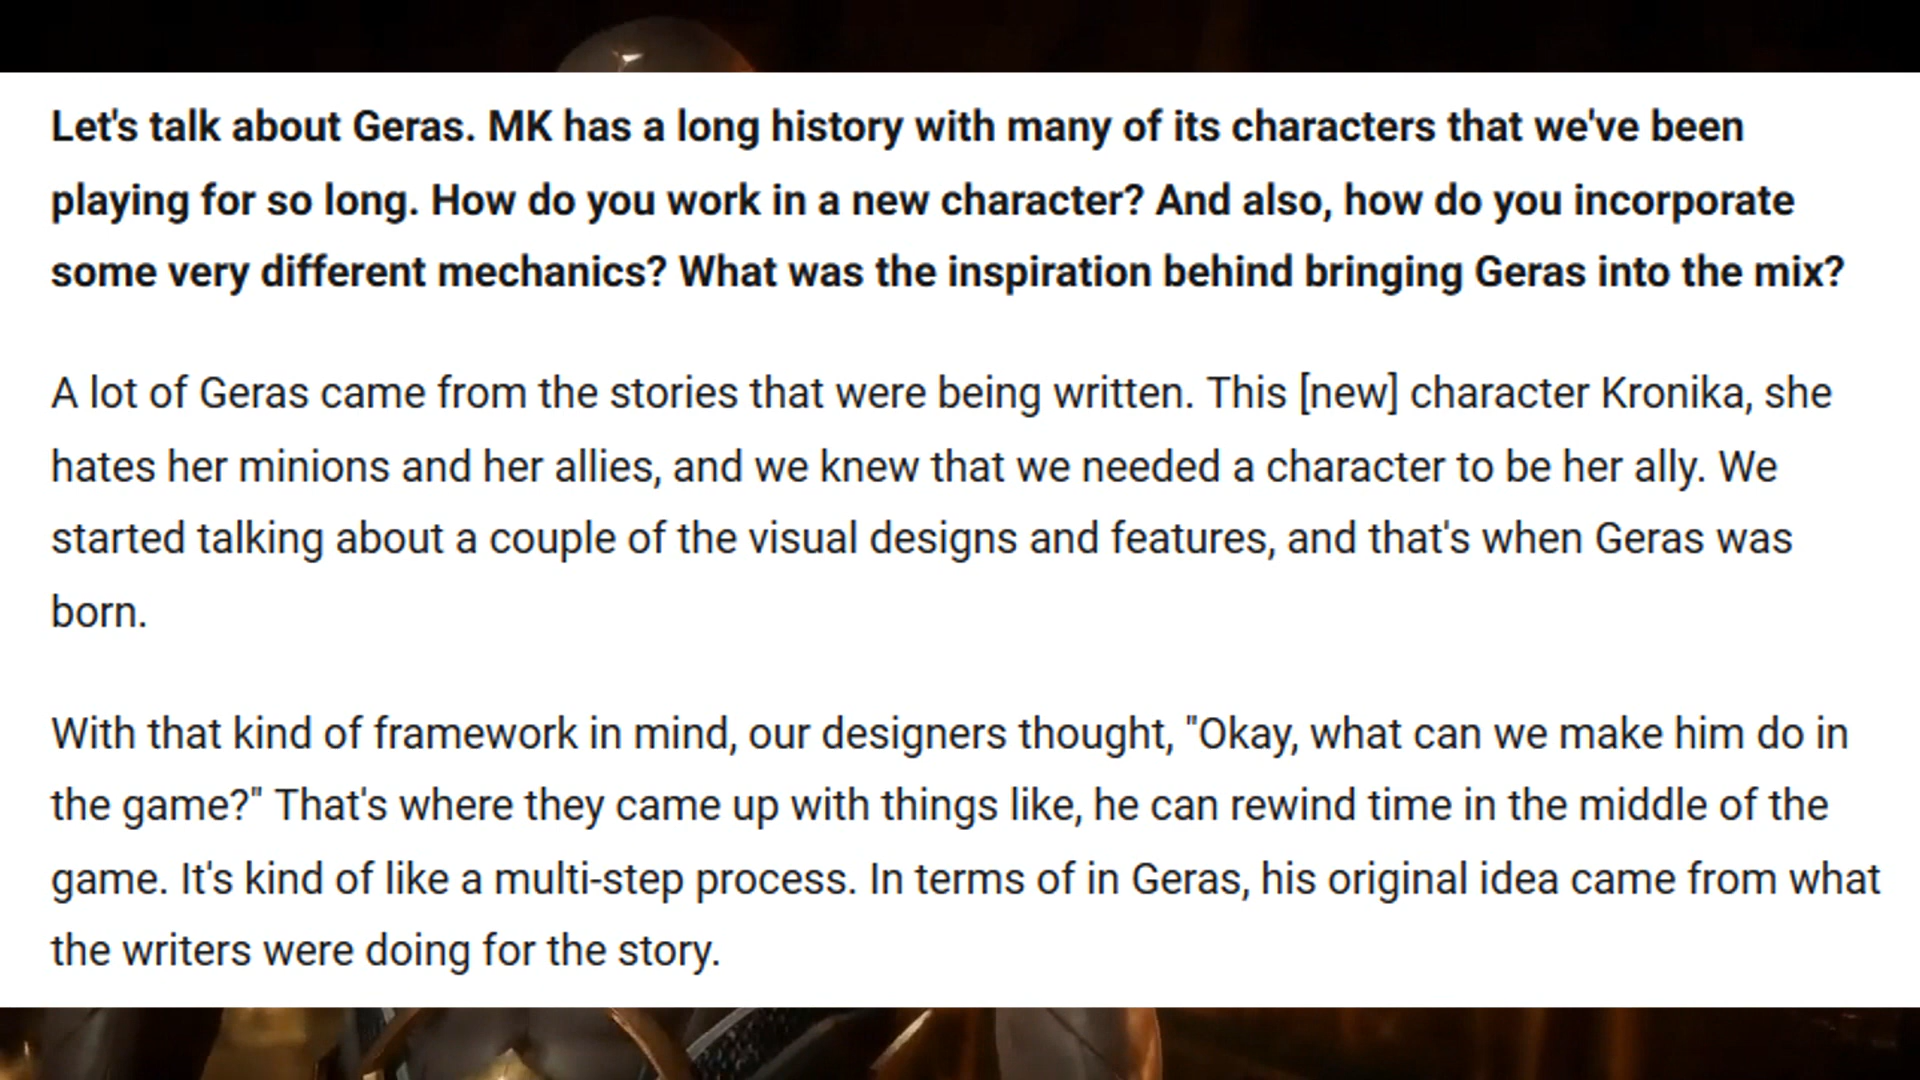 Let's talk about Geras. MK has a long history with many of its characters that we've been
playing for so long. How do you work in a new character? And also, how do you incorporate
some very different mechanics? What was the inspiration behind bringing Geras into the mix?
A lot of Geras came from the stories that were being written. This [new] character Kronika, she
hates her minions and her allies, and we knew that we needed a character to be her ally. We
started talking about a couple of the visual designs and features, and that's when Geras was
born.
With that kind of framework in mind, our designers thought, "Okay, what can we make him do in
the game?" That's where they came up with things like, he can rewind time in the middle of the
game. It's kind of like a multi-step process. In terms of in Geras, his original idea came from what
the writers were doing for the story.